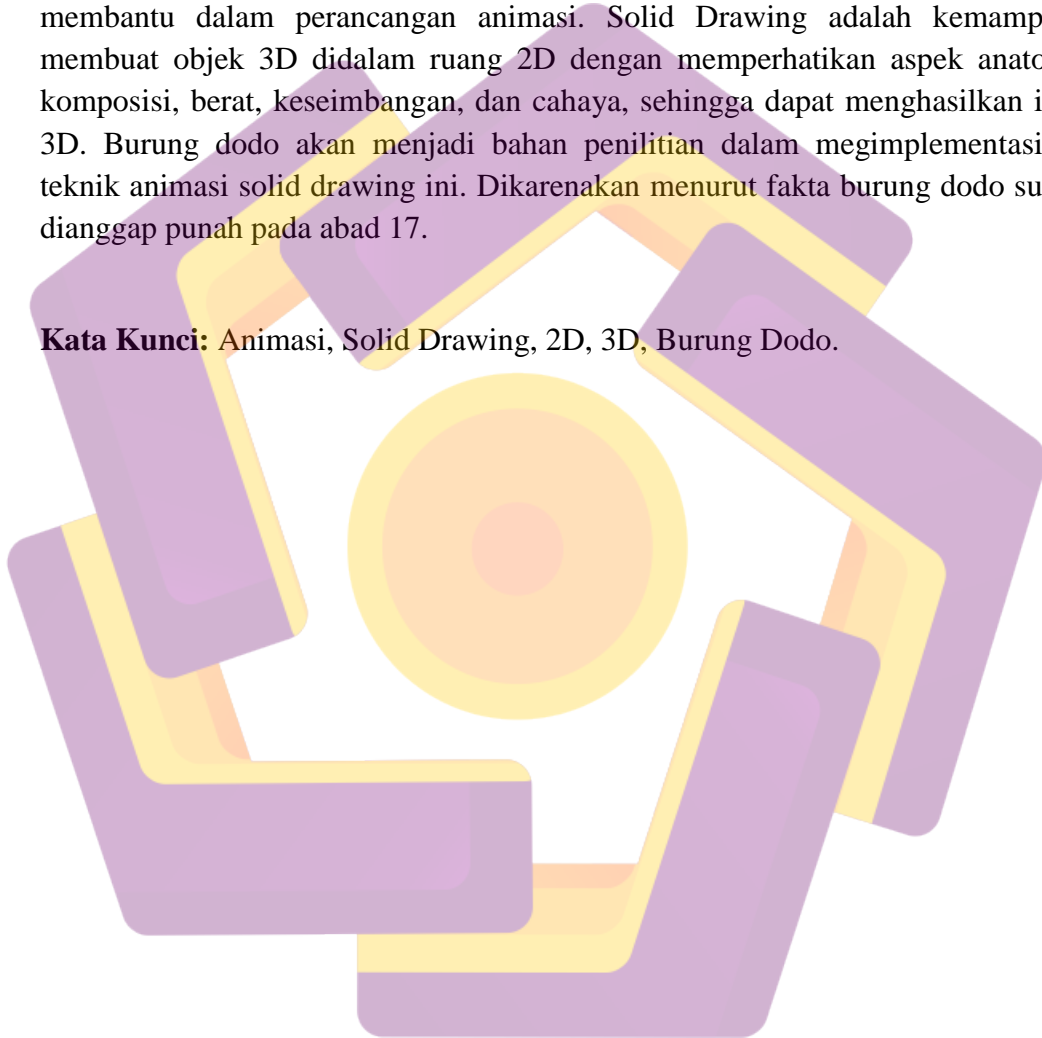 membantu dalam perancangan animasi. Solid Drawing adalah kemamp
membuat objek 3D didalam ruang 2D dengan memperhatikan aspek anato
komposisi, berat, keseimbangan, dan cahaya, sehingga dapat menghasilkan i
3D. Burung dodo akan menjadi bahan penilitian dalam megimplementasi
teknik animasi solid drawing ini. Dikarenakan menurut fakta burung dodo su
dianggap punah pada abad 17.
Kata Kunci: Animasi, Solid Drawing, 2D, 3D, Burung Dodo.